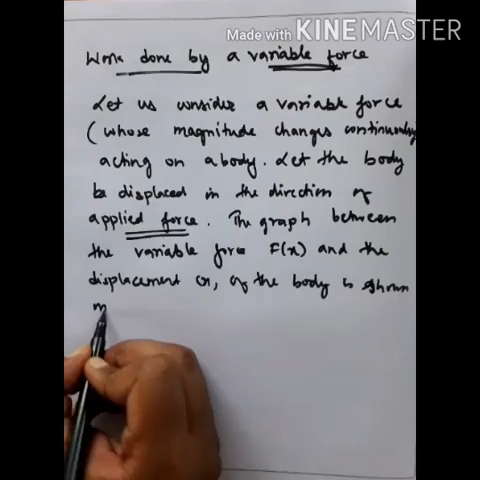 Made with KINEMASTER
Work done by a variable force
Let us consider a variable force
(whose magnitude changes continuously
acting on a body. Let the body
be displaced in the direction of
applied force. The graph between
the variable force F(x) and the
displacement x, of the body is shown